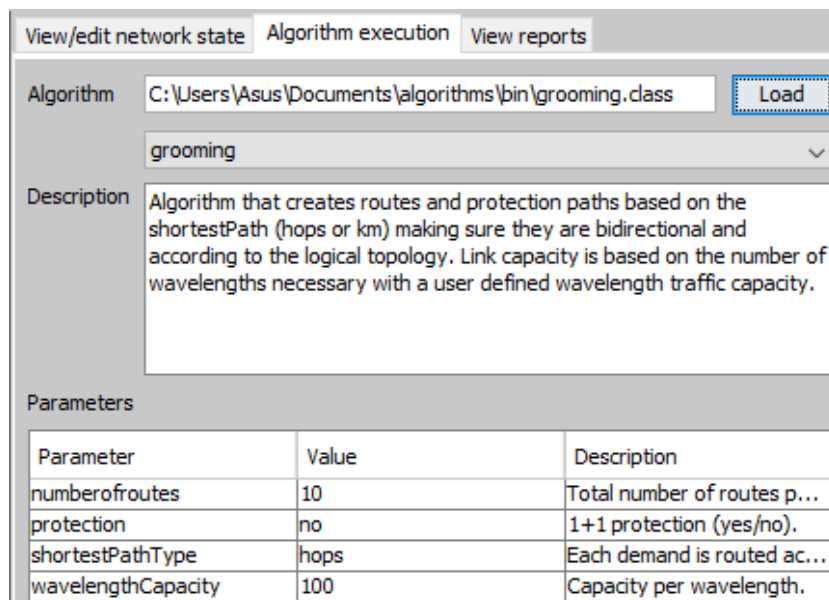 View/edit network state Algorithm execution View reports
Algorithm C:\Users\Asus\Documents\algorithms\bin\grooming.class Load
grooming
Description Algorithm that creates routes and protection paths based on the
shortestPath (hops or km) making sure they are bidirectional and
according to the logical topology. Link capacity is based on the number of
wavelengths necessary with a user defined wavelength traffic capacity.
Parameters
Parameter Value Description
numberofroutes 10 Total number of routes p...
protection no 1+1 protection (yes/no).
shortestPathType hops Each demand is routed ac...
wavelengthCapacity 100 Capacity per wavelength.